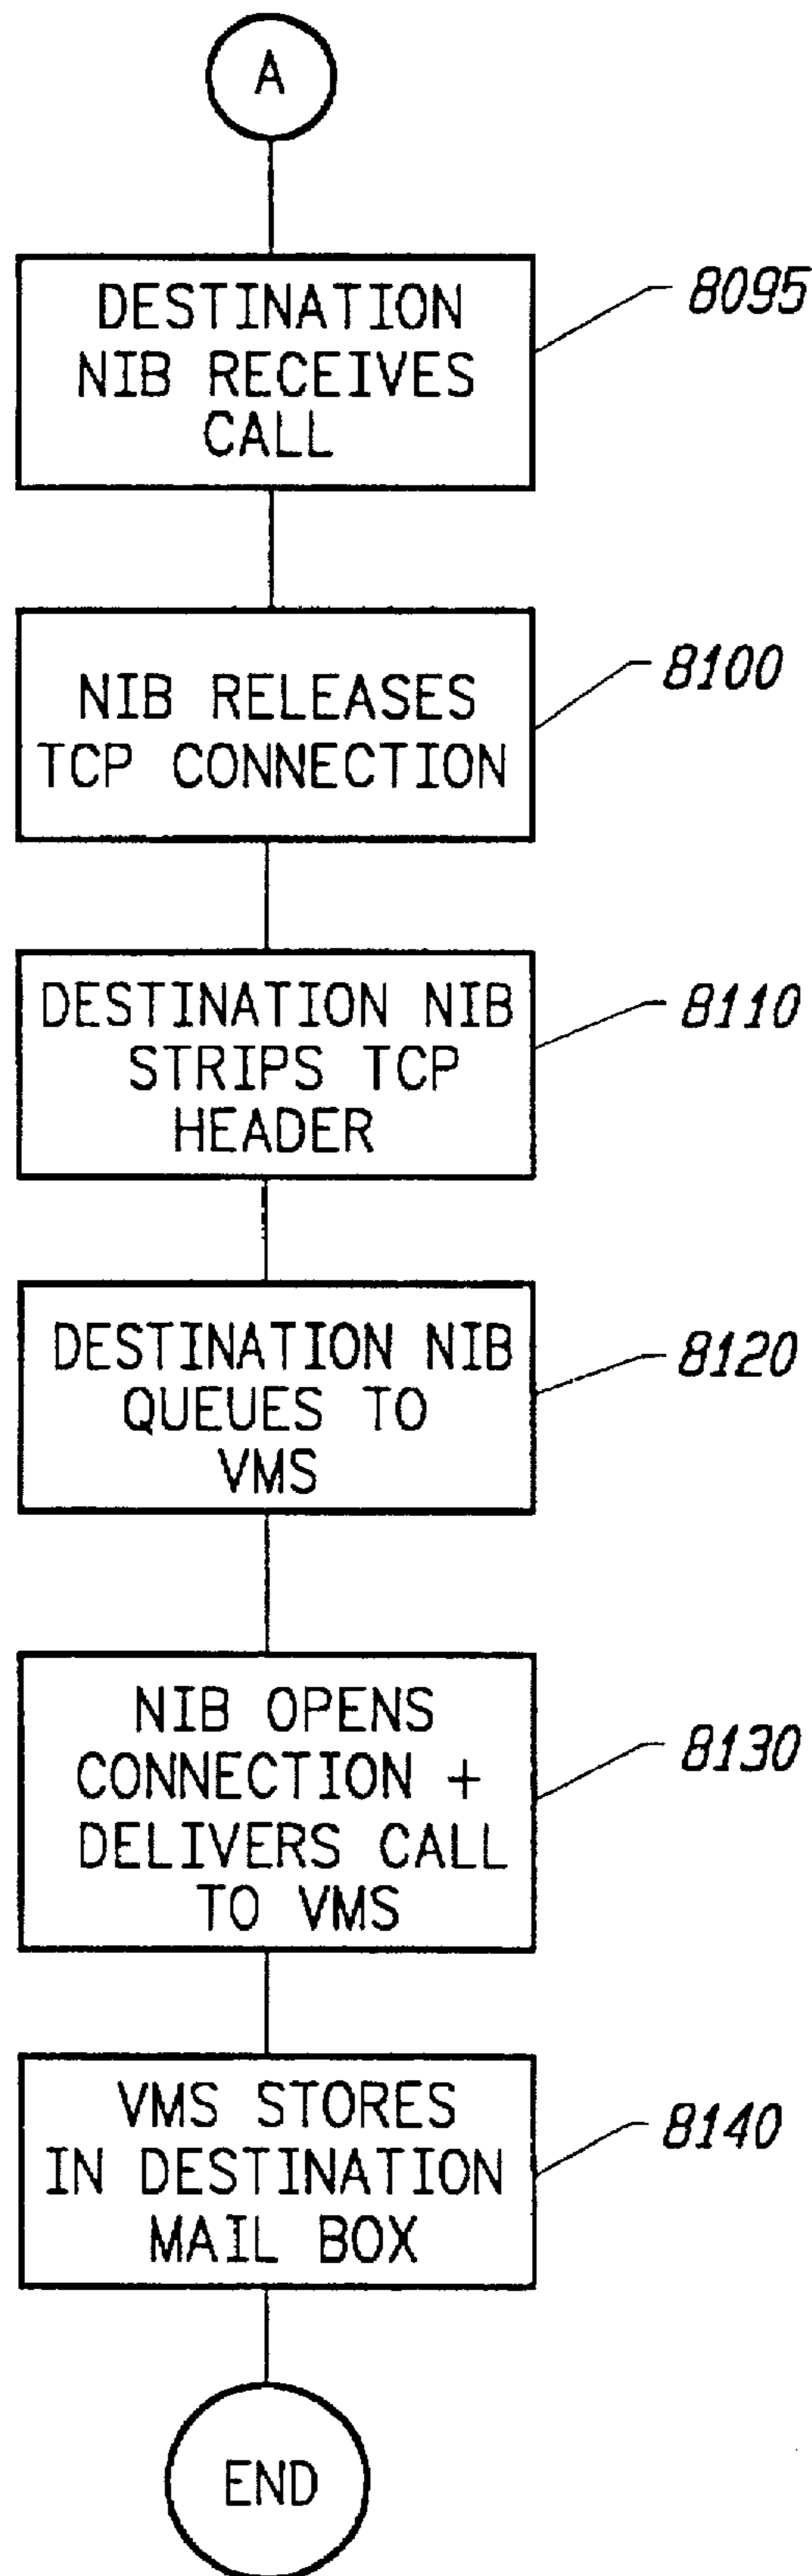 A
DESTINATION
NIB RECEIVES
CALL
8095
NIB RELEASES
TCP CONNECTION
8100
DESTINATION NIB
STRIPS TCP
HEADER
8110
DESTINATION NIB
QUEUES TO
VMS
8120
NIB OPENS
CONNECTION +
DELIVERS CALL
TO VMS
8130
VMS STORES
IN DESTINATION
MAIL BOX
8140
END